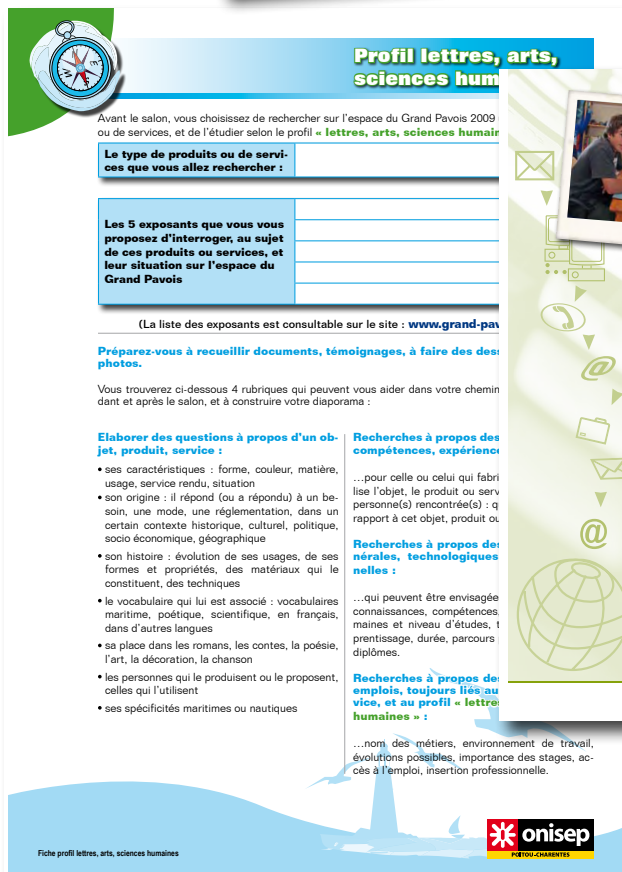 Profil lettres, arts,
sciences hum
Avant le salon, vous choisissez de rechercher sur l'espace du Grand Pavois 2009
ou de services, et de l'étudier selon le profil « lettres, arts, sciences humain
Le type de produits ou de servi-
ces que vous allez rechercher :
Les 5 exposants que vous vous
proposez d'interroger, au sujet
de ces produits ou services, et
leur situation sur l'espace du
Grand Pavois
(La liste des exposants est consultable sur le site : www.grand-pav
Préparez-vous à recueillir documents, témoignages, à faire des des
photos.
Vous trouverez ci-dessous 4 rubriques qui peuvent vous aider dans votre chemin
dant et après le salon, et à construire votre diaporama :
Elaborer des questions à propos d'un ob-
jet, produit, service :
• ses caractéristiques : forme, couleur, matière,
usage, service rendu, situation
• son origine : il répond (ou a répondu) à un be-
soin, une mode, une réglementation, dans un
certain contexte historique, culturel, politique,
socio économique, géographique
• son histoire : évolution de ses usages, de ses
formes et propriétés, des matériaux qui le
constituent, des techniques
• le vocabulaire qui lui est associé : vocabulaires
maritime, poétique, scientifique, en français,
dans d'autres langues
• sa place dans les romans, les contes, la poésie,
l'art, la décoration, la chanson
• les personnes qui le produisent ou le proposent,
celles qui l'utilisent
• ses spécificités maritimes ou nautiques
Recherches à propos des
compétences, expérience
…pour celle ou celui qui fabri
lise l'objet, le produit ou serv
personne(s) rencontrée(s) : q
rapport à cet objet, produit ou
Recherches à propos des
nérales, technologiques
nelles :
…qui peuvent être envisagée
connaissances, compétences,
maines et niveau d'études, t
prentissage, durée, parcours
diplômes.
Recherches à propos des
emplois, toujours liés au
vice, et au profil « lettres
humaines » :
…nom des métiers, environnement de travail,
évolutions possibles, importance des stages, ac-
cès à l'emploi, insertion professionnelle.
onisep
POITOU-CHARENTES
Fiche profil lettres, arts, sciences humaines